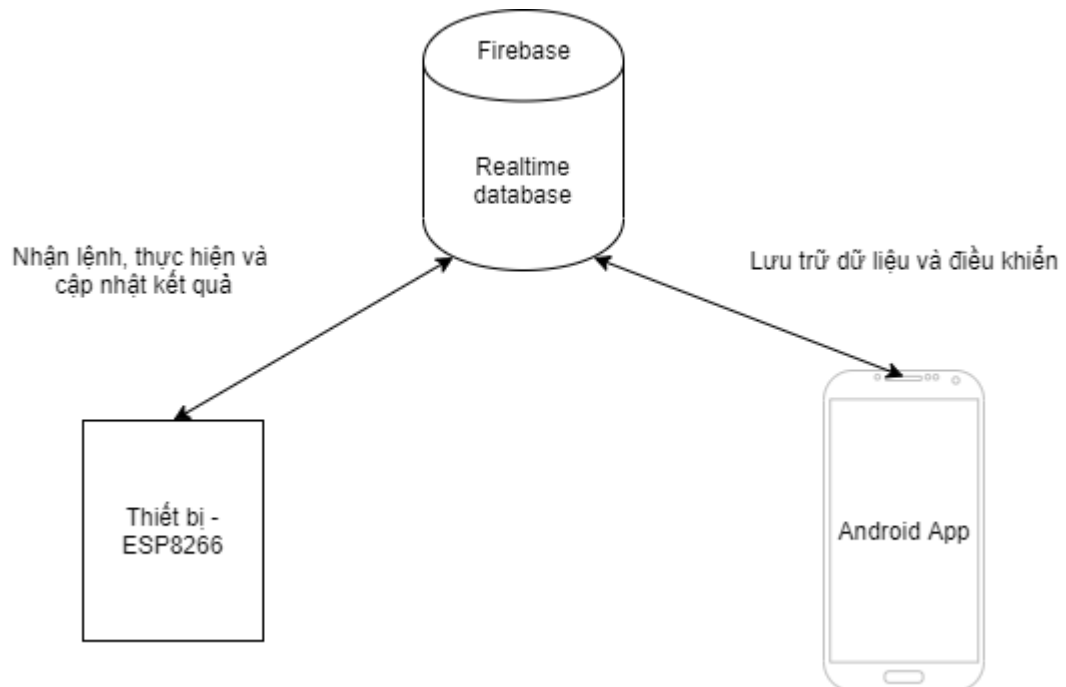 Firebase
Realtime
database
Nhận lệnh, thực hiện và
cập nhật kết quả
Lưu trữ dữ liệu và điều khiển
Thiết bị -
ESP8266
Android App